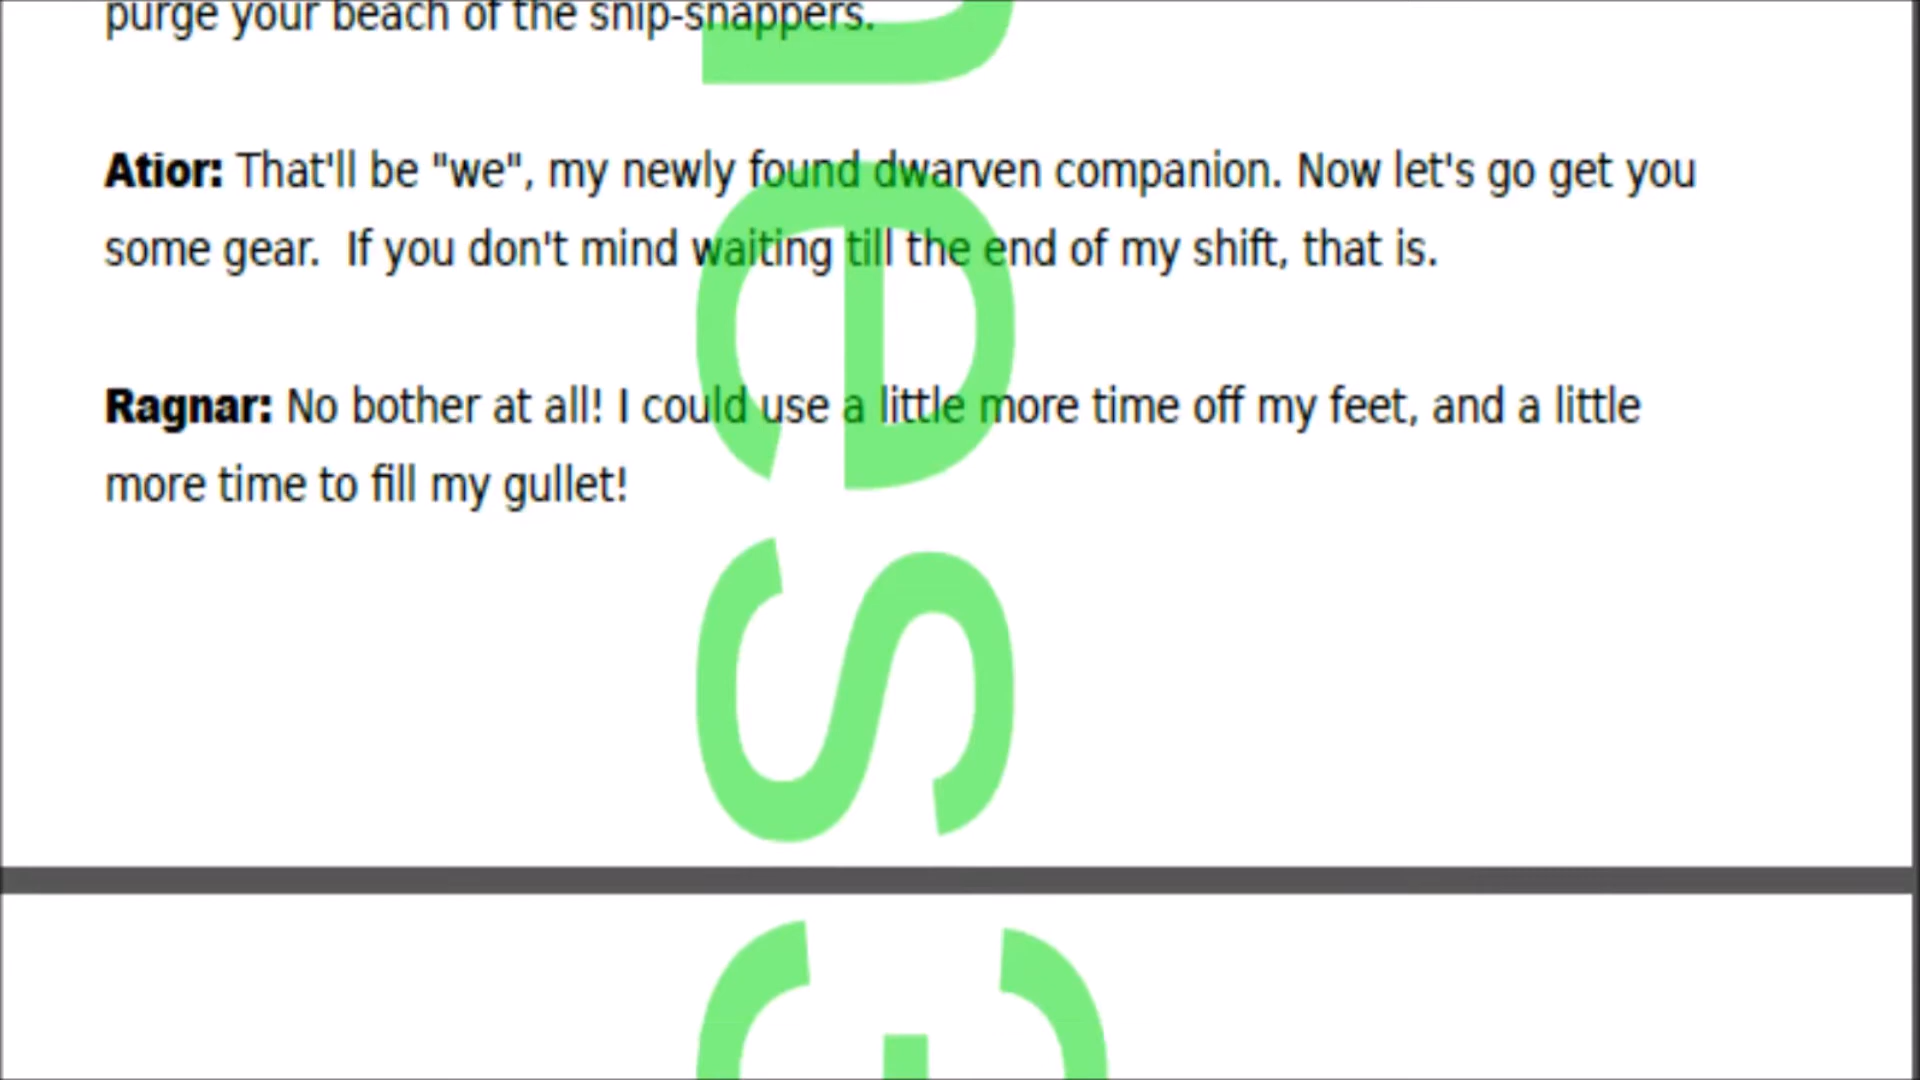 purge your beach of the snip-snappers.
Atior: That'll be "we", my newly found dwarven companion. Now let's go get you
some gear.  If you don't mind waiting till the end of my shift, that is.
Ragnar: No bother at all! I could use a little more time off my feet, and a little
more time to fill my gullet!
es